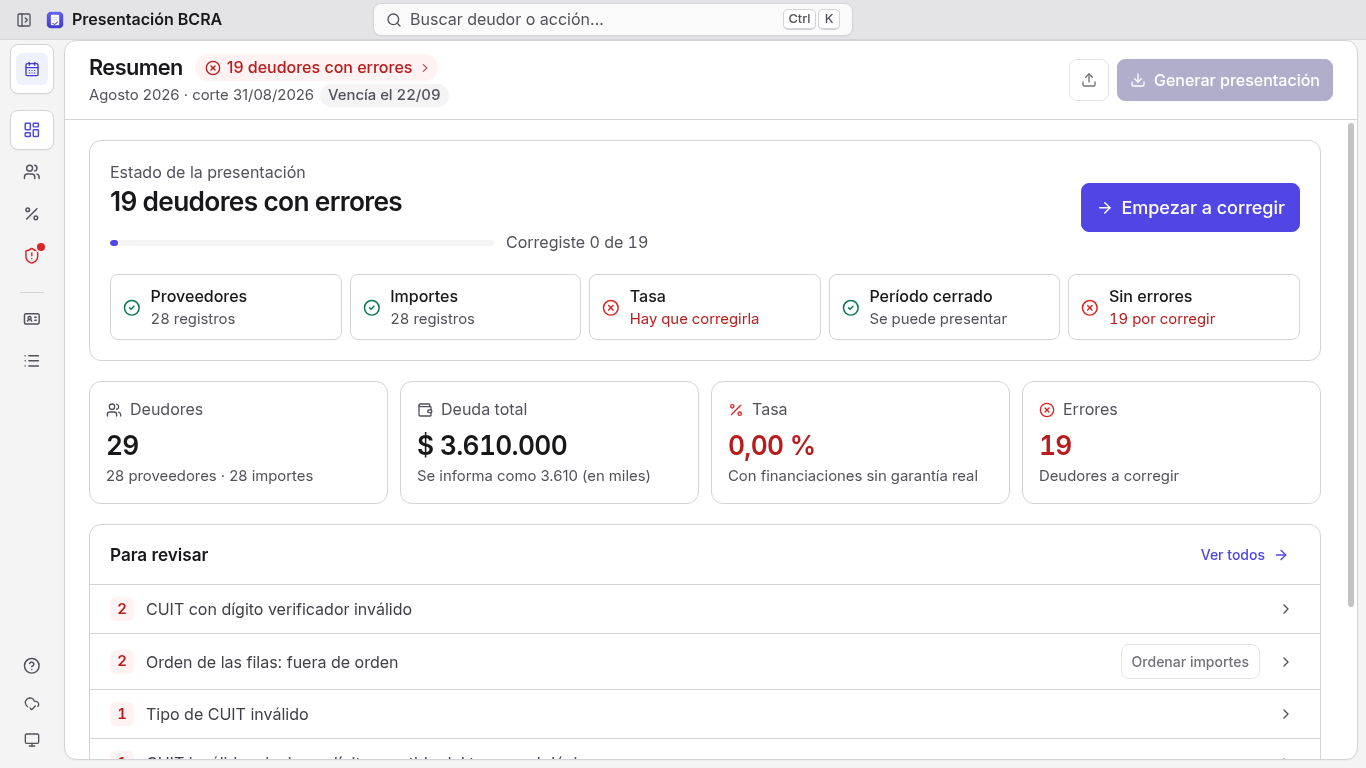 Presentación BCRA
Buscar deudor o acción…
Ctrl K
Resumen
19 deudores con errores
Agosto 2026 · corte 31/08/2026 Vencía el 22/09
Generar presentación
Estado de la presentación
19 deudores con errores
Corregiste 0 de 19
Empezar a corregir
Proveedores
28 registros
Importes
28 registros
Tasa
Hay que corregirla
Período cerrado
Se puede presentar
Sin errores
19 por corregir
Deudores
29
28 proveedores · 28 importes
Deuda total
$ 3.610.000
Se informa como 3.610 (en miles)
Tasa
0,00 %
Con financiaciones sin garantía real
Errores
19
Deudores a corregir
Para revisar
Ver todos
2 CUIT con dígito verificador inválido
2 Orden de las filas: fuera de orden
Ordenar importes
1 Tipo de CUIT inválido